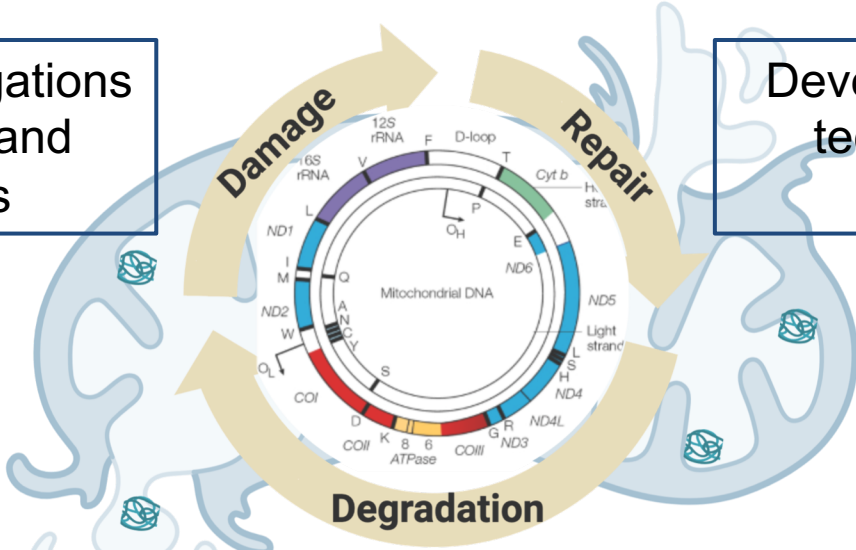 gations
and
s
Deve
tec
Damage
Repair
Degradation
12S
rRNA
F
D-loop
V
T
16S
rRNA
Cyt b
P
L
OH
E
ND1
ND6
I
M
Q
Mitochondrial DNA
ND5
ND2
A
N
C
Y
W
Light
strand
L
S
H
OL
S
ND4
COI
ND4L
D
R
G
ND3
K
COII
8
6
COIII
ATPase